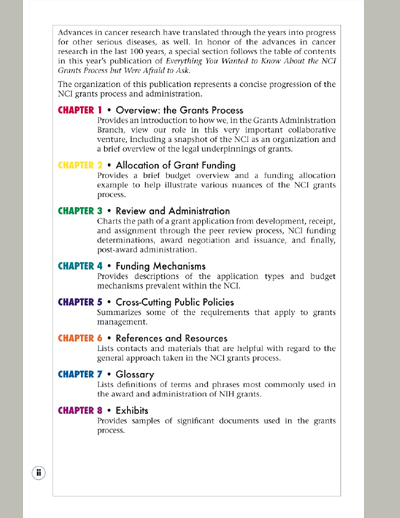 Advances in cancer research have translated through the years into progress
for other serious diseases, as well. In honor of the advances in cancer
research in the last 100 years, a special section follows the table of contents
in this year's publication of Everything You Wanted to Know About the NCI
Grants Process but Were Afraid to Ask.
The organization of this publication represents a concise progression of the
NCI grants process and administration.
CHAPTER 1 • Overview: the Grants Process
Provides an introduction to how we, in the Grants Administration
Branch, view our role in this very important collaborative
venture, including a snapshot of the NCI as an organization and
a brief overview of the legal underpinnings of grants.
CHAPTER 2 • Allocation of Grant Funding
Provides a brief budget overview and a funding allocation
example to help illustrate various nuances of the NCI grants
process.
CHAPTER 3 • Review and Administration
Charts the path of a grant application from development, receipt,
and assignment through the peer review process, NCI funding
determinations, award negotiation and issuance, and finally,
post-award administration.
CHAPTER 4 • Funding Mechanisms
Provides descriptions of the application types and budget
mechanisms prevalent within the NCI.
CHAPTER 5 • Cross-Cutting Public Policies
Summarizes some of the requirements that apply to grants
management.
CHAPTER 6 • References and Resources
Lists contacts and materials that are helpful with regard to the
general approach taken in the NCI grants process.
CHAPTER 7 • Glossary
Lists definitions of terms and phrases most commonly used in
the award and administration of NIH grants.
CHAPTER 8 • Exhibits
Provides samples of significant documents used in the grants
process.
ii